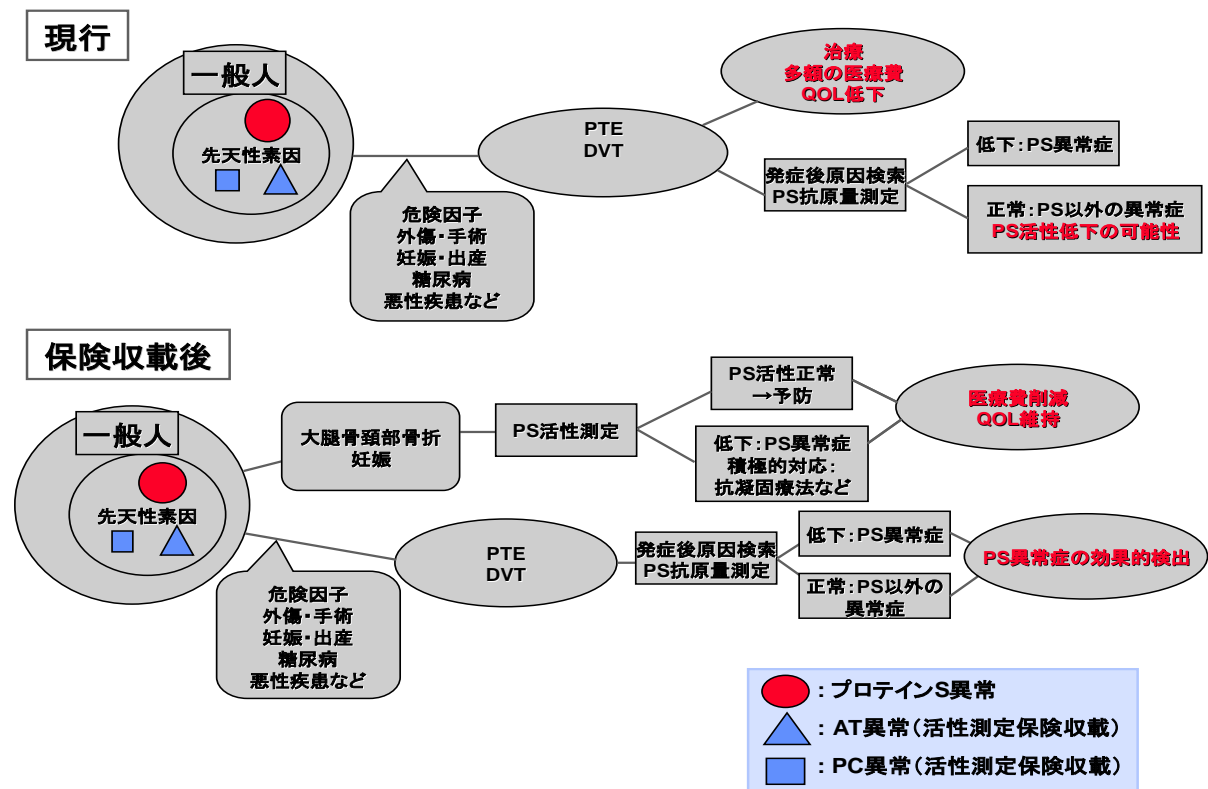 現行
一般人
先天性素因
危険因子
外傷・手術
妊娠・出産
糖尿病
悪性疾患など
PTE
DVT
治療
多額の医療費
QOL低下
発症後原因検索
PS抗原量測定
低下：PS異常症
正常：PS以外の異常症
PS活性低下の可能性
保険収載後
一般人
先天性素因
大腿骨頸部骨折
妊娠
PS活性測定
PS活性正常
→予防
低下：PS異常症
積極的対応：
抗凝固療法など
医療費削減
QOL維持
危険因子
外傷・手術
妊娠・出産
糖尿病
悪性疾患など
PTE
DVT
発症後原因検索
PS抗原量測定
低下：PS異常症
正常：PS以外の
異常症
PS異常症の効果的検出
：プロテインS異常
：AT異常（活性測定保険収載）
：PC異常（活性測定保険収載）